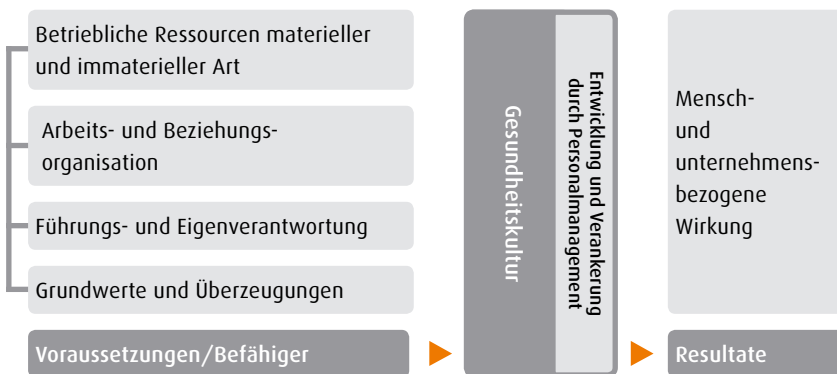 Betriebliche Ressourcen materieller
und immaterieller Art
Arbeits- und Beziehungs-
organisation
Führungs- und Eigenverantwortung
Grundwerte und Überzeugungen
Voraussetzungen/Befähiger
Gesundheitskultur
Entwicklung und Verankerung
durch Personalmanagement
Mensch-
und
unternehmens-
bezogene
Wirkung
Resultate